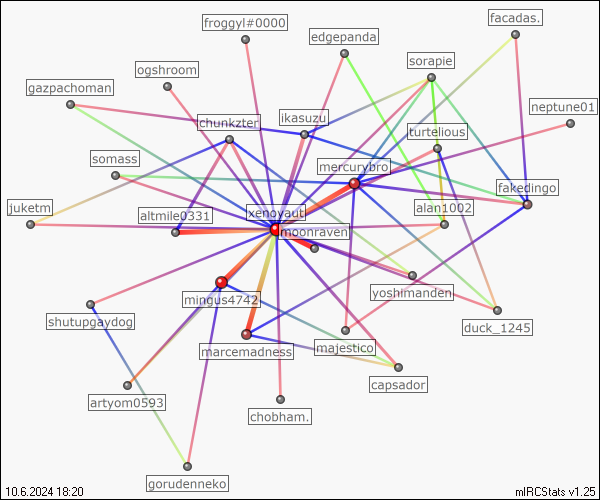 froggyl#0000
facadas.
edgepanda
sorapie
ogshroom
gazpachoman
neptune01
ikasuzu
chunkzter
turtelious
somass
mercurybro
fakedingo
juketm
altmile0331
xenovaut
alan1002
moonraven
yoshimanden
mingus4742
shutupgaydog
duck_1245
marcemadness
majestico
capsador
artyom0593
chobham.
gorudenneko
10.6.2024 18:20
mIRCStats v1.25